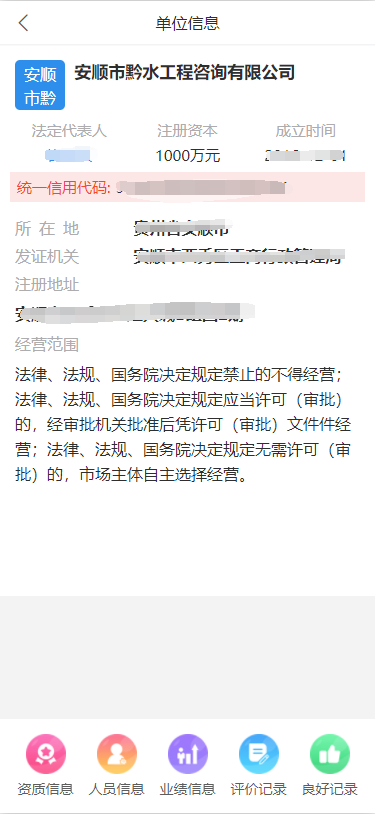 单位信息
安顺市黔
安顺市黔水工程咨询有限公司
法定代表人 注册资本 成立时间
1000万元
统一信用代码:
所在地
发证机关
注册地址
经营范围
法律、法规、国务院决定规定禁止的不得经营；
法律、法规、国务院决定规定应当许可（审批）
的，经审批机关批准后凭许可（审批）文件件经
营；法律、法规、国务院决定规定无需许可（审
批）的，市场主体自主选择经营。
资质信息 人员信息 业绩信息 评价记录 良好记录